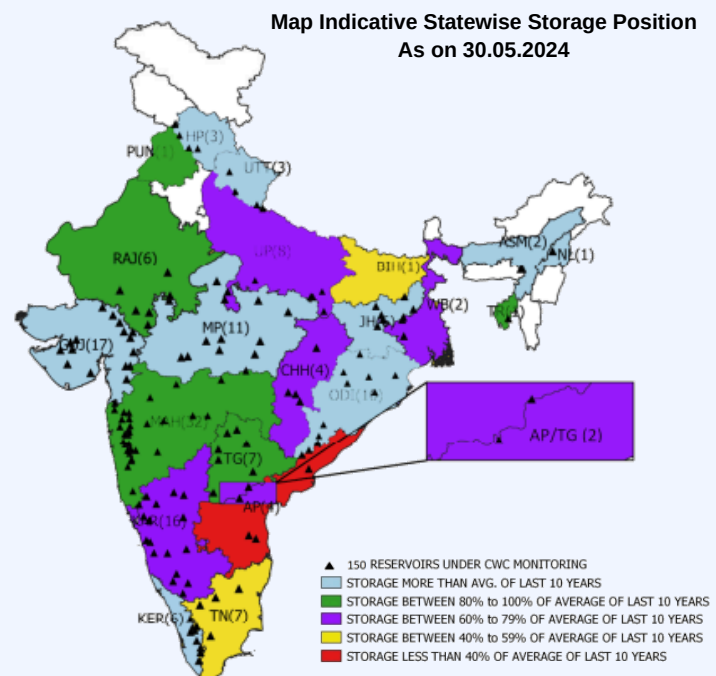 Map Indicative Statewise Storage Position
As on 30.05.2024
HP(3)
PUN(1)
UTT(3)
RAJ(6)
UP(8)
BIH(1)
ASM(2)
NL(1)
WB(2)
GUJ(17)
MP(11)
CHH(4)
MAH(32)
TG(7)
AP/TG (2)
KAR(16)
AP(4)
KER(6)
TN(7)
150 RESERVOIRS UNDER CWC MONITORING
STORAGE MORE THAN AVG. OF LAST 10 YEARS
STORAGE BETWEEN 80% to 100% OF AVERAGE OF LAST 10 YEARS
STORAGE BETWEEN 60% to 79% OF AVERAGE OF LAST 10 YEARS
STORAGE BETWEEN 40% to 59% OF AVERAGE OF LAST 10 YEARS
STORAGE LESS THAN 40% OF AVERAGE OF LAST 10 YEARS